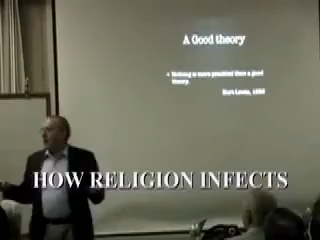 A Good theory
• Nothing is more practical than a good
theory.
Kurt Lewin, 1952
HOW RELIGION INFECTS